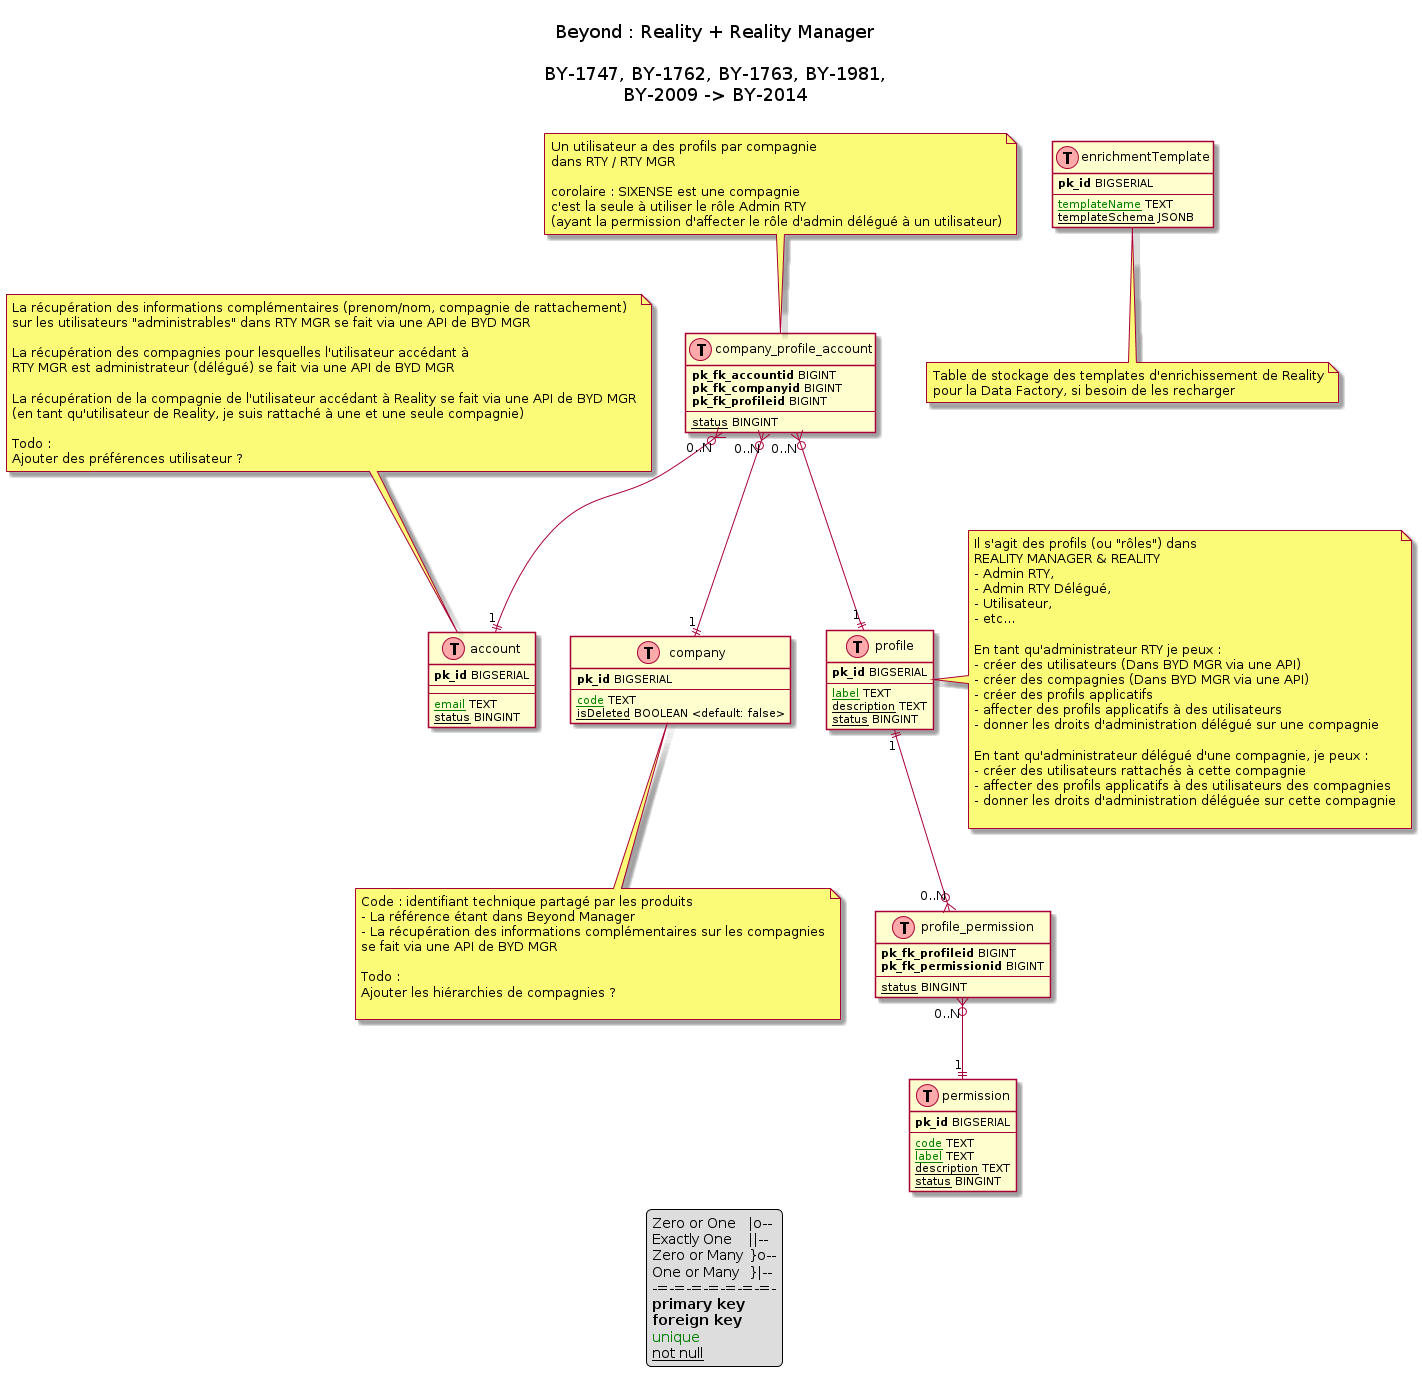 Beyond : Reality + Reality Manager
BY-1747, BY-1762, BY-1763, BY-1981,
BY-2009 -> BY-2014
Un utilisateur a des profils par compagnie
dans RTY / RTY MGR
corolaire : SIXENSE est une compagnie
c'est la seule à utiliser le rôle Admin RTY
(ayant la permission d'affecter le rôle d'admin délégué à un utilisateur)
T enrichmentTemplate
pk_id BIGSERIAL
templateName TEXT
templateSchema JSONB
La récupération des informations complémentaires (prenom/nom, compagnie de rattachement)
sur les utilisateurs "administrables" dans RTY MGR se fait via une API de BYD MGR
La récupération des compagnies pour lesquelles l'utilisateur accédant à
RTY MGR est administrateur (délégué) se fait via une API de BYD MGR
La récupération de la compagnie de l'utilisateur accédant à Reality se fait via une API de BYD MGR
(en tant qu'utilisateur de Reality, je suis rattaché à une et une seule compagnie)
Todo :
Ajouter des préférences utilisateur ?
T company_profile_account
pk_fk_accountid BIGINT
pk_fk_companyid BIGINT
pk_fk_profileid BIGINT
status BINGINT
Table de stockage des templates d'enrichissement de Reality
pour la Data Factory, si besoin de les recharger
0..N
0..N
0..N
1
1
1
T account
pk_id BIGSERIAL
email TEXT
status BINGINT
T company
pk_id BIGSERIAL
code TEXT
isDeleted BOOLEAN <default: false>
T profile
pk_id BIGSERIAL
label TEXT
description TEXT
status BINGINT
Il s'agit des profils (ou "rôles") dans
REALITY MANAGER & REALITY
- Admin RTY,
- Admin RTY Délégué,
- Utilisateur,
- etc...
En tant qu'administrateur RTY je peux :
- créer des utilisateurs (Dans BYD MGR via une API)
- créer des compagnies (Dans BYD MGR via une API)
- créer des profils applicatifs
- affecter des profils applicatifs à des utilisateurs
- donner les droits d'administration délégué sur une compagnie
En tant qu'administrateur délégué d'une compagnie, je peux :
- créer des utilisateurs rattachés à cette compagnie
- affecter des profils applicatifs à des utilisateurs des compagnies
- donner les droits d'administration déléguée sur cette compagnie
1
0..N
Code : identifiant technique partagé par les produits
- La référence étant dans Beyond Manager
- La récupération des informations complémentaires sur les compagnies
se fait via une API de BYD MGR
Todo :
Ajouter les hiérarchies de compagnies ?
T profile_permission
pk_fk_profileid BIGINT
pk_fk_permissionid BIGINT
status BINGINT
0..N
1
T permission
pk_id BIGSERIAL
code TEXT
label TEXT
description TEXT
status BINGINT
Zero or One |o--
Exactly One ||--
Zero or Many }o--
One or Many }|--
-=-=-=-=-=-=-=-
primary key
foreign key
unique
not null